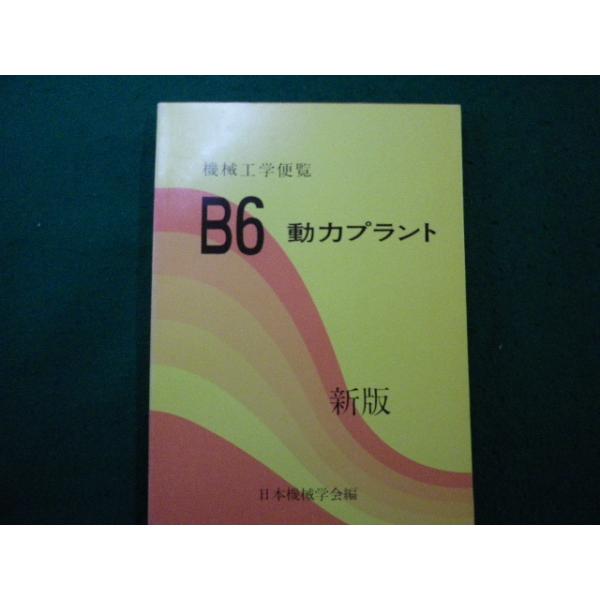 機械工学便覧
B6 動力プラント
新版
日本機械学会編